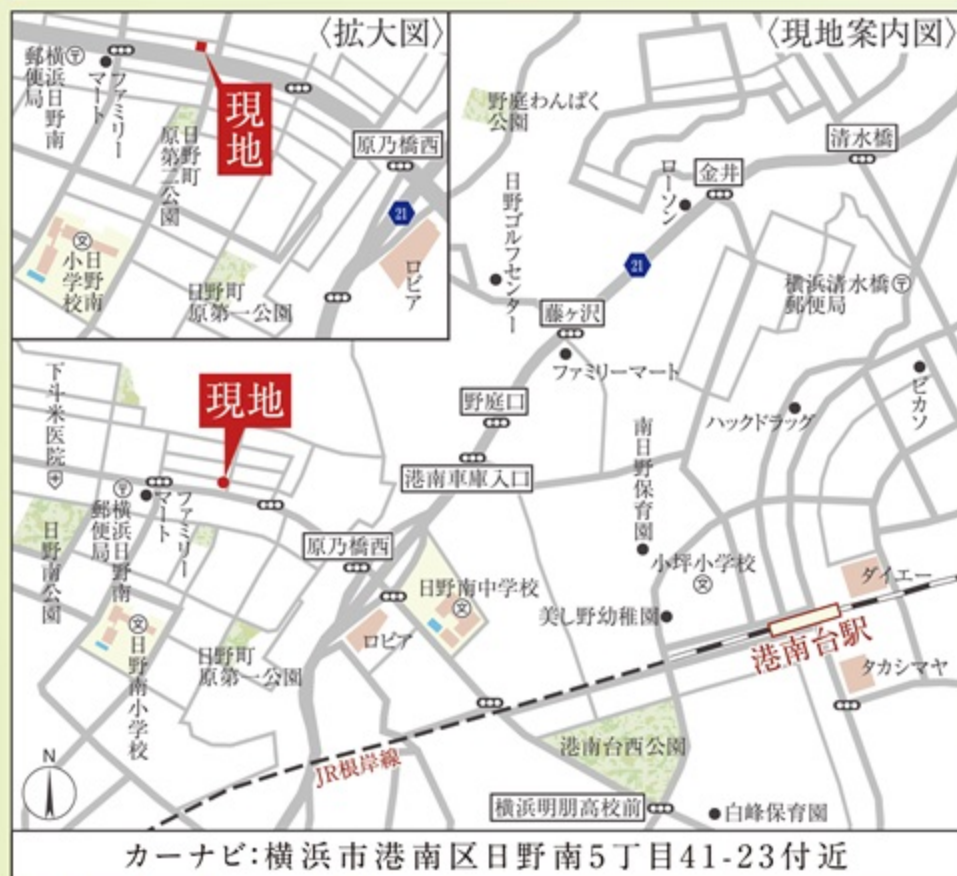 〈拡大図〉
横浜日野南
郵便局
ファミリー
マート
現地
日野町
原第二公園
原乃橋西
21
ロピア
日野南
小学校
日野町
原第一公園
〈現地案内図〉
野庭わんぱく
公園
清水橋
金井
ローソン
日野ゴルフセンター
21
横浜清水橋
郵便局
藤ヶ沢
ファミリーマート
ピカソ
野庭口
ハックドラッグ
港南車庫入口
南日野保育園
下斗米医院
現地
ファミリー
マート
横浜日野南
郵便局
日野南公園
原乃橋西
日野南中学校
小坪小学校
ダイエー
美し野幼稚園
港南台駅
ロピア
日野町
原第一公園
日野南小学校
タカシマヤ
港南台西公園
JR根岸線
N
横浜明朋高校前
白峰保育園
カーナビ:横浜市港南区日野南5丁目41-23付近